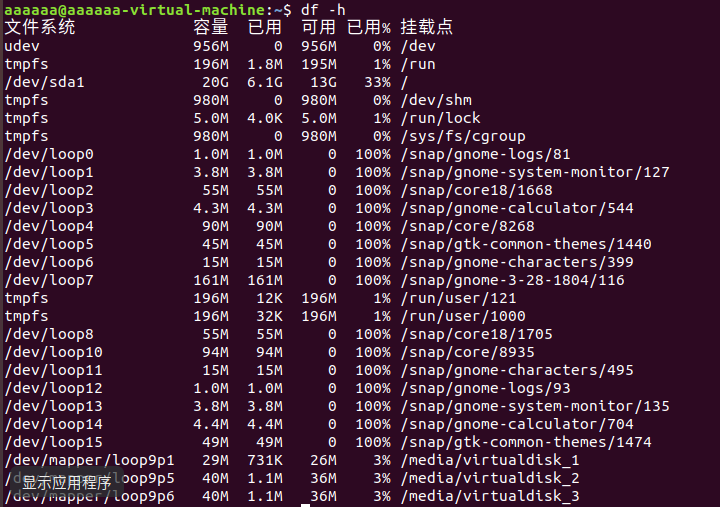 aaaaaa@aaaaaa-virtual-machine:~$ df -h
文件系统 容量 已用 可用 已用% 挂载点
udev 956M 0 956M 0% /dev
tmpfs 196M 1.8M 195M 1% /run
/dev/sda1 20G 6.1G 13G 33% /
tmpfs 980M 0 980M 0% /dev/shm
tmpfs 5.0M 4.0K 5.0M 1% /run/lock
tmpfs 980M 0 980M 0% /sys/fs/cgroup
/dev/loop0 1.0M 1.0M 0 100% /snap/gnome-logs/81
/dev/loop1 3.8M 3.8M 0 100% /snap/gnome-system-monitor/127
/dev/loop2 55M 55M 0 100% /snap/core18/1668
/dev/loop3 4.3M 4.3M 0 100% /snap/gnome-calculator/544
/dev/loop4 90M 90M 0 100% /snap/core/8268
/dev/loop5 45M 45M 0 100% /snap/gtk-common-themes/1440
/dev/loop6 15M 15M 0 100% /snap/gnome-characters/399
/dev/loop7 161M 161M 0 100% /snap/gnome-3-28-1804/116
tmpfs 196M 12K 196M 1% /run/user/121
tmpfs 196M 32K 196M 1% /run/user/1000
/dev/loop8 55M 55M 0 100% /snap/core18/1705
/dev/loop10 94M 94M 0 100% /snap/core/8935
/dev/loop11 15M 15M 0 100% /snap/gnome-characters/495
/dev/loop12 1.0M 1.0M 0 100% /snap/gnome-logs/93
/dev/loop13 3.8M 3.8M 0 100% /snap/gnome-system-monitor/135
/dev/loop14 4.4M 4.4M 0 100% /snap/gnome-calculator/704
/dev/loop15 49M 49M 0 100% /snap/gtk-common-themes/1474
/dev/mapper/loop9p1 29M 731K 26M 3% /media/virtualdisk_1
/dev/mapper/loop9p5 40M 1.1M 36M 3% /media/virtualdisk_2
显示应用程序
/dev/mapper/loop9p6 40M 1.1M 36M 3% /media/virtualdisk_3